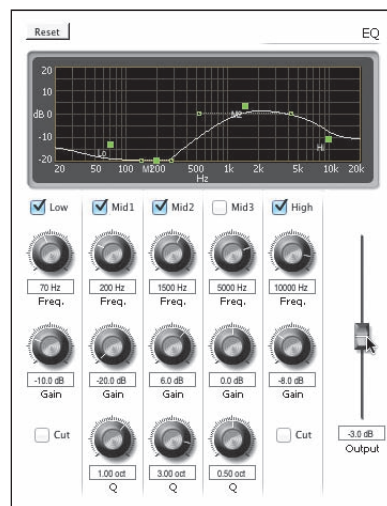 Reset EQ
20
10
dB 0
-10
-20
M2
Lo
Hi
M1
20 50 100 200 500 1k 2k 5k 10k 20k
Hz
Low Mid1 Mid2 Mid3 High
70 Hz 200 Hz 1500 Hz 5000 Hz 10000 Hz
Freq. Freq. Freq. Freq. Freq.
-10.0 dB -20.0 dB 6.0 dB 0.0 dB -8.0 dB
Gain Gain Gain Gain Gain
Cut Cut
-3.0 dB
Output
1.00 oct 3.00 oct 0.50 oct
Q Q Q